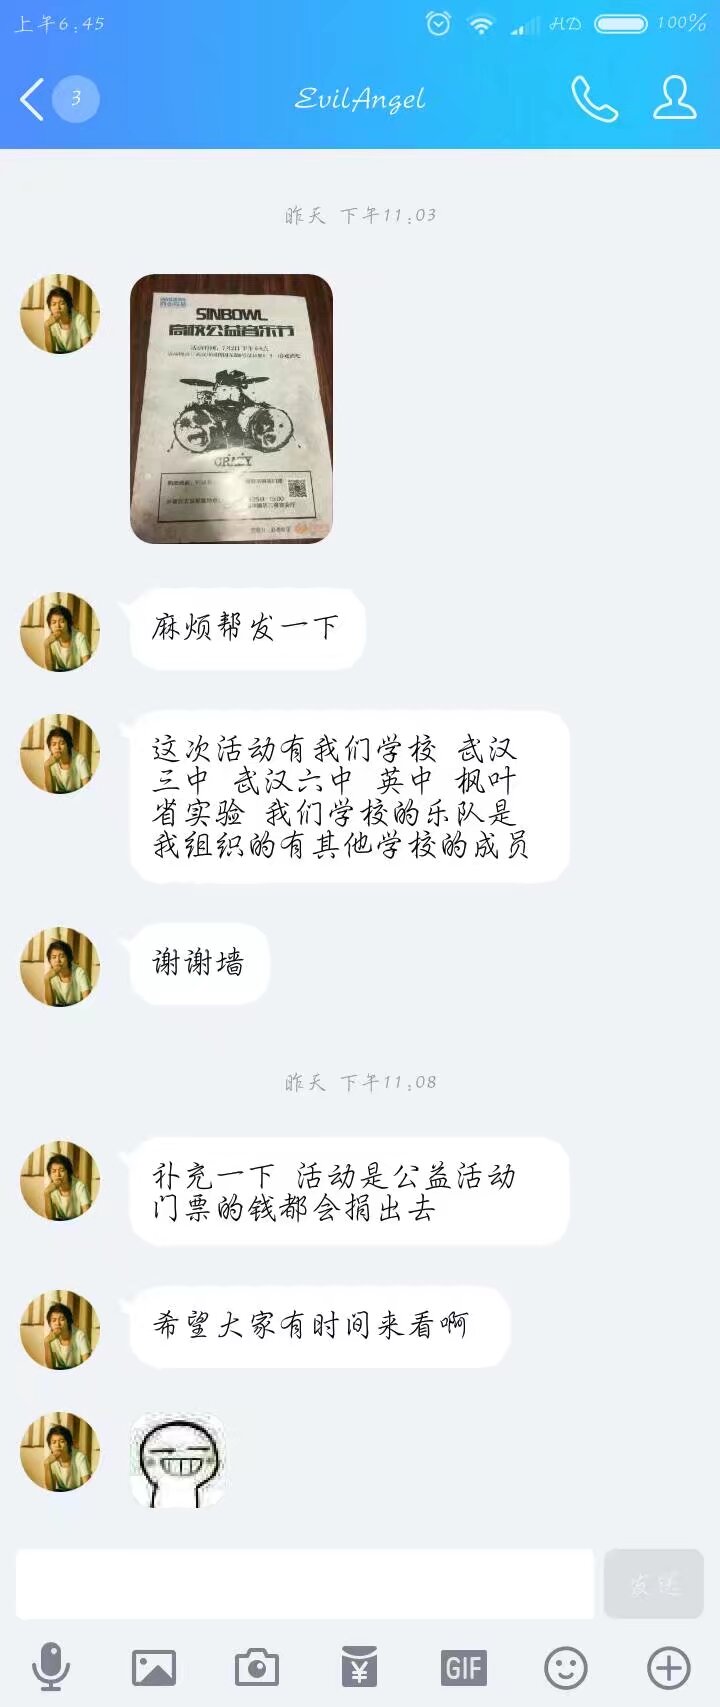 上午6:45
HD
100%
3
EvilAngel
昨天 下午11:03
SINBOWL
高校公益音乐节
CRAZY
麻烦帮发一下
这次活动有我们学校 武汉
三中 武汉六中 英中 枫叶
省实验 我们学校的乐队是
我组织的有其他学校的成员
谢谢墙
昨天 下午11:08
补充一下 活动是公益活动
门票的钱都会捐出去
希望大家有时间来看啊
发送
GIF